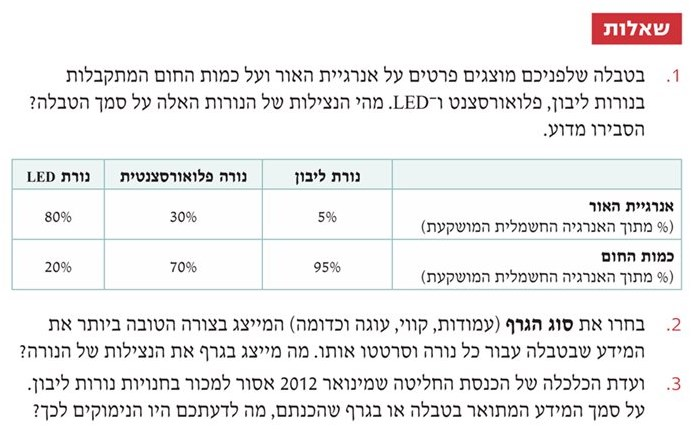 שאלות
1. בטבלה שלפניכם מוצגים פרטים על אנרגיית האור ועל כמות החום המתקבלות
בנורות ליבון, פלואורסצנט ו־LED. מהי הנצילות של הנורות האלה על סמך הטבלה?
הסבירו מדוע.
נורת ליבון נורה פלואורסצנטית נורת LED
אנרגיית האור
(% מתוך האנרגיה החשמלית המושקעת) 5% 30% 80%
כמות החום
(% מתוך האנרגיה החשמלית המושקעת) 95% 70% 20%
2. בחרו את סוג הגרף (עמודות, קווי, עוגה וכדומה) המייצג בצורה הטובה ביותר את
המידע שבטבלה עבור כל נורה וסרטטו אותו. מה מייצג בגרף את הנצילות של הנורה?
3. ועדת הכלכלה של הכנסת החליטה שמינואר 2012 אסור למכור בחנויות נורות ליבון.
על סמך המידע המתואר בטבלה או בגרף שהכנתם, מה לדעתכם היו הנימוקים לכך?